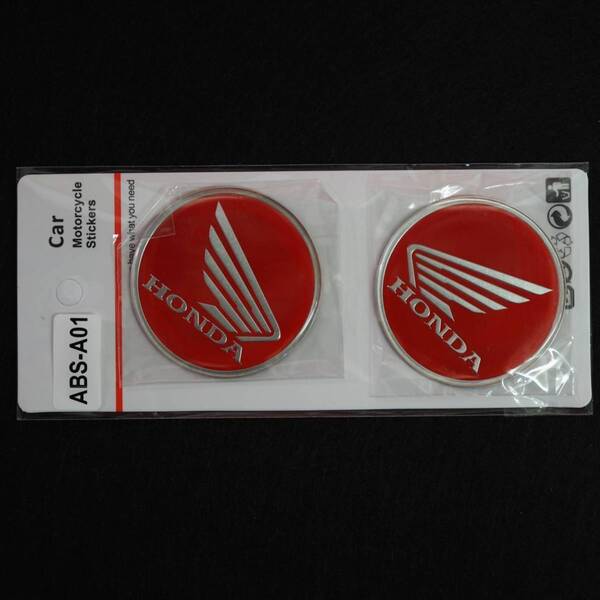 Car
Motorcycle
Stickers
have what you need
ABS-A01
HONDA
HONDA